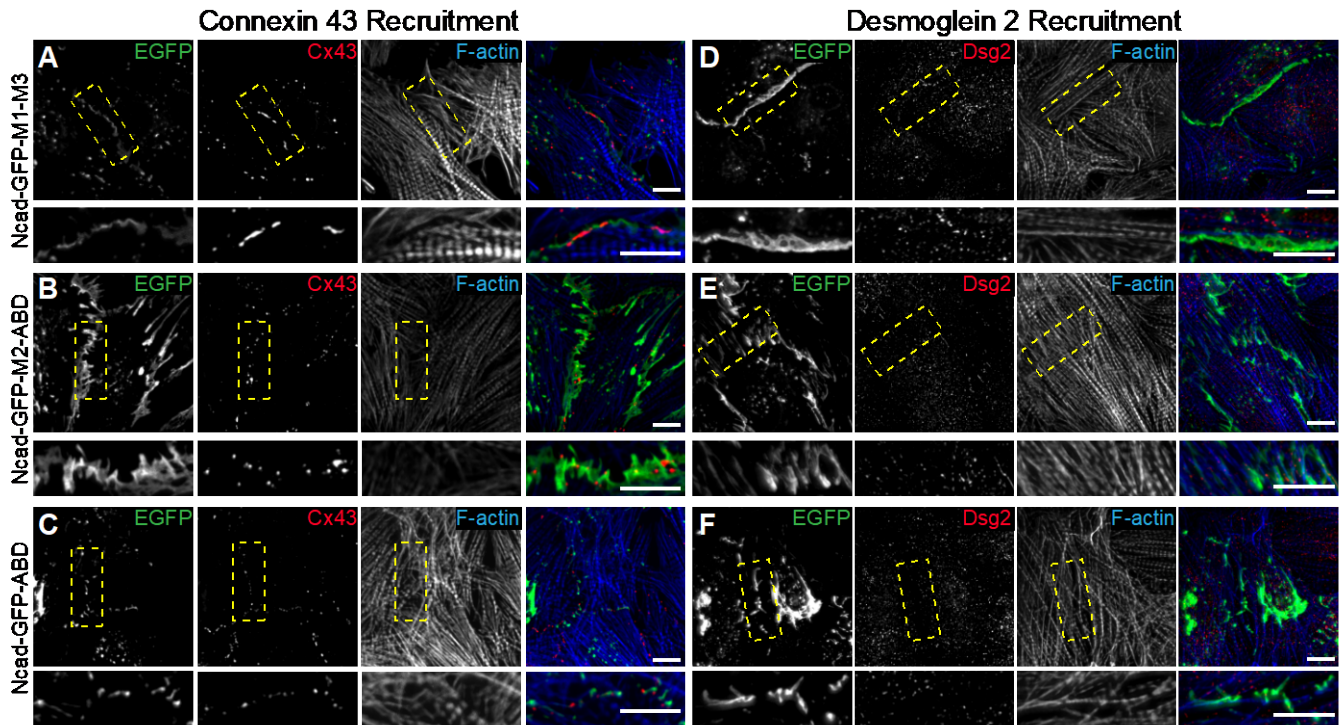 Connexin 43 Recruitment
Desmoglein 2 Recruitment
Ncad-GFP-M1-M3
A
EGFP
Cx43
F-actin
D
EGFP
Dsg2
F-actin
Ncad-GFP-M2-ABD
B
EGFP
Cx43
F-actin
E
EGFP
Dsg2
F-actin
Ncad-GFP-ABD
C
EGFP
Cx43
F-actin
F
EGFP
Dsg2
F-actin